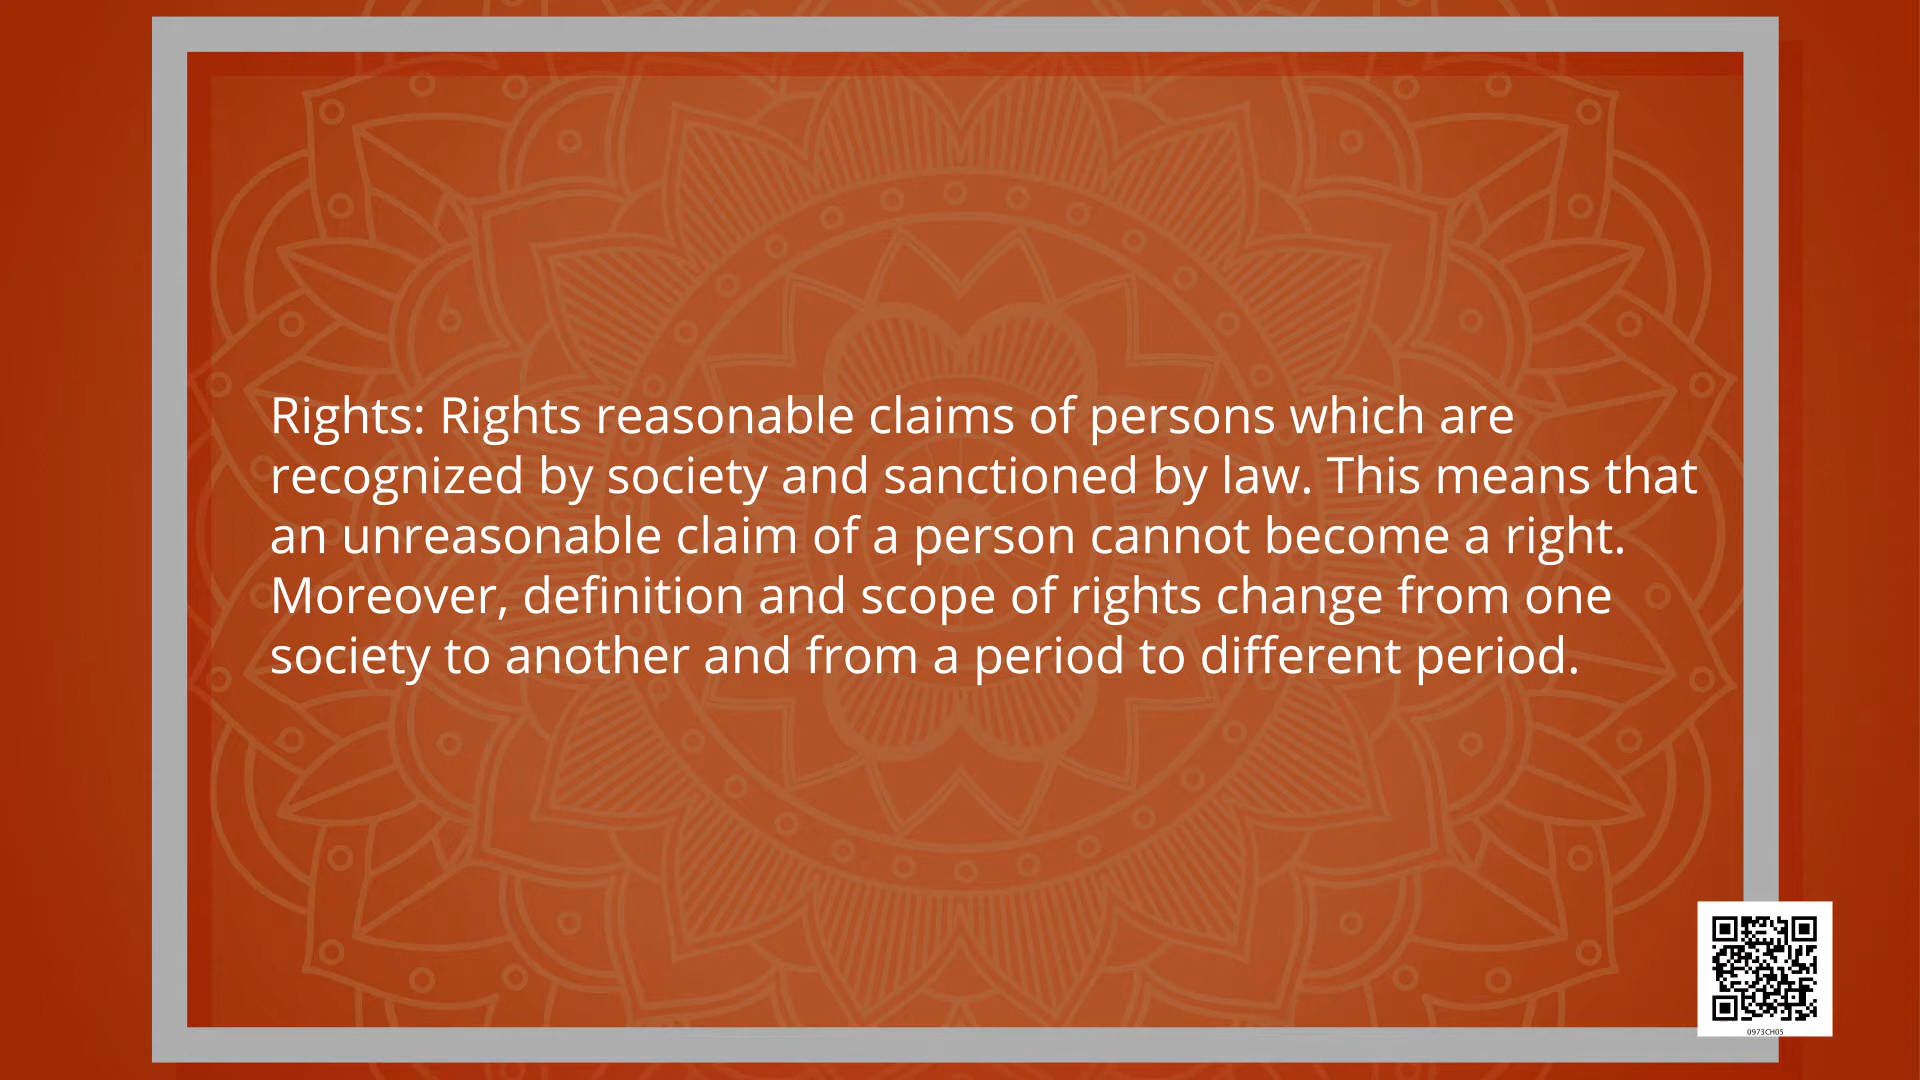 Rights: Rights reasonable claims of persons which are
recognized by society and sanctioned by law. This means that
an unreasonable claim of a person cannot become a right.
Moreover, definition and scope of rights change from one
society to another and from a period to different period.
0973CH05